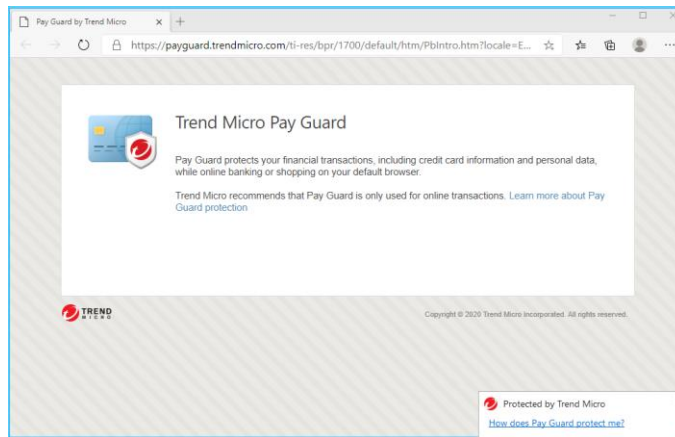 Pay Guard by Trend Micro
https://payguard.trendmicro.com/ti-res/bpr/1700/default/htm/PbIntro.htm?locale=E...
Trend Micro Pay Guard
Pay Guard protects your financial transactions, including credit card information and personal data,
while online banking or shopping on your default browser.
Trend Micro recommends that Pay Guard is only used for online transactions. Learn more about Pay
Guard protection
TREND
MICRO
Copyright © 2020 Trend Micro Incorporated. All rights reserved.
Protected by Trend Micro
How does Pay Guard protect me?